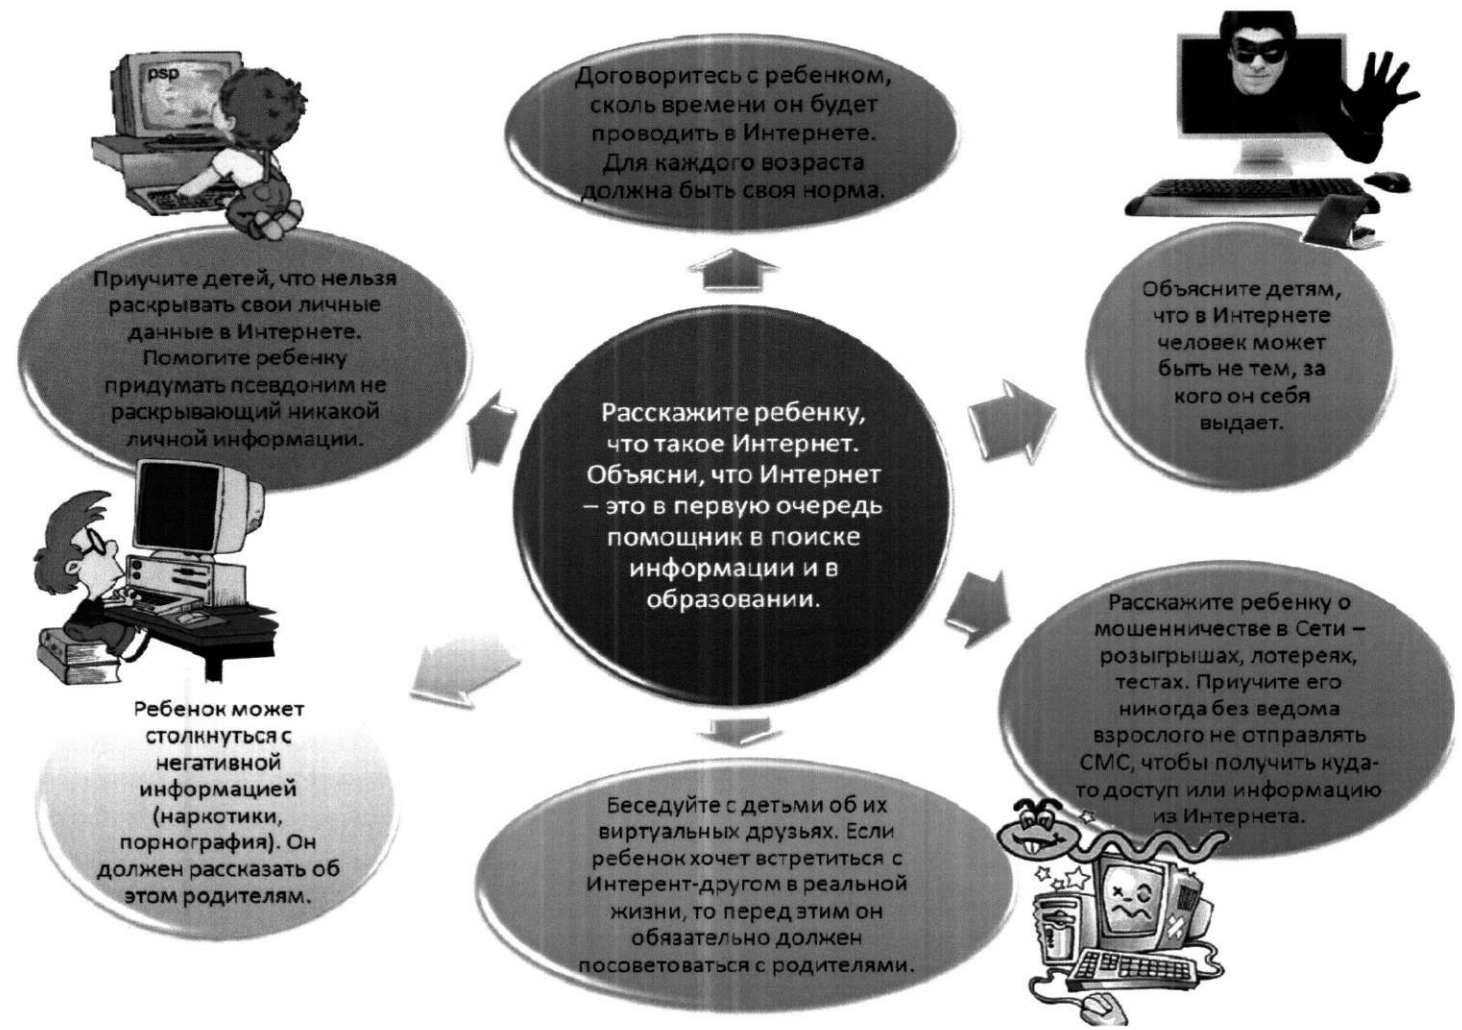 psp
Договоритесь с ребенком,
сколь времени он будет
проводить в Интернете.
Для каждого возраста
должна быть своя норма.
Приучите детей, что нельзя
раскрывать свои личные
данные в Интернете.
Помогите ребенку
придумать псевдоним не
раскрывающий никакой
личной информации.
Объясните детям,
что в Интернете
человек может
быть не тем, за
кого он себя
выдает.
Расскажите ребенку,
что такое Интернет.
Объясни, что Интернет
– это в первую очередь
помощник в поиске
информации и в
образовании.
Расскажите ребенку о
мошенничестве в Сети –
розыгрышах, лотереях,
тестах. Приучите его
никогда без ведома
взрослого не отправлять
СМС, чтобы получить куда-
то доступ или информацию
из Интернета.
Ребенок может
столкнуться с
негативной
информацией
(наркотики,
порнография). Он
должен рассказать об
этом родителям.
Беседуйте с детьми об их
виртуальных друзьях. Если
ребенок хочет встретиться с
Интерент-другом в реальной
жизни, то перед этим он
обязательно должен
посоветоваться с родителями.